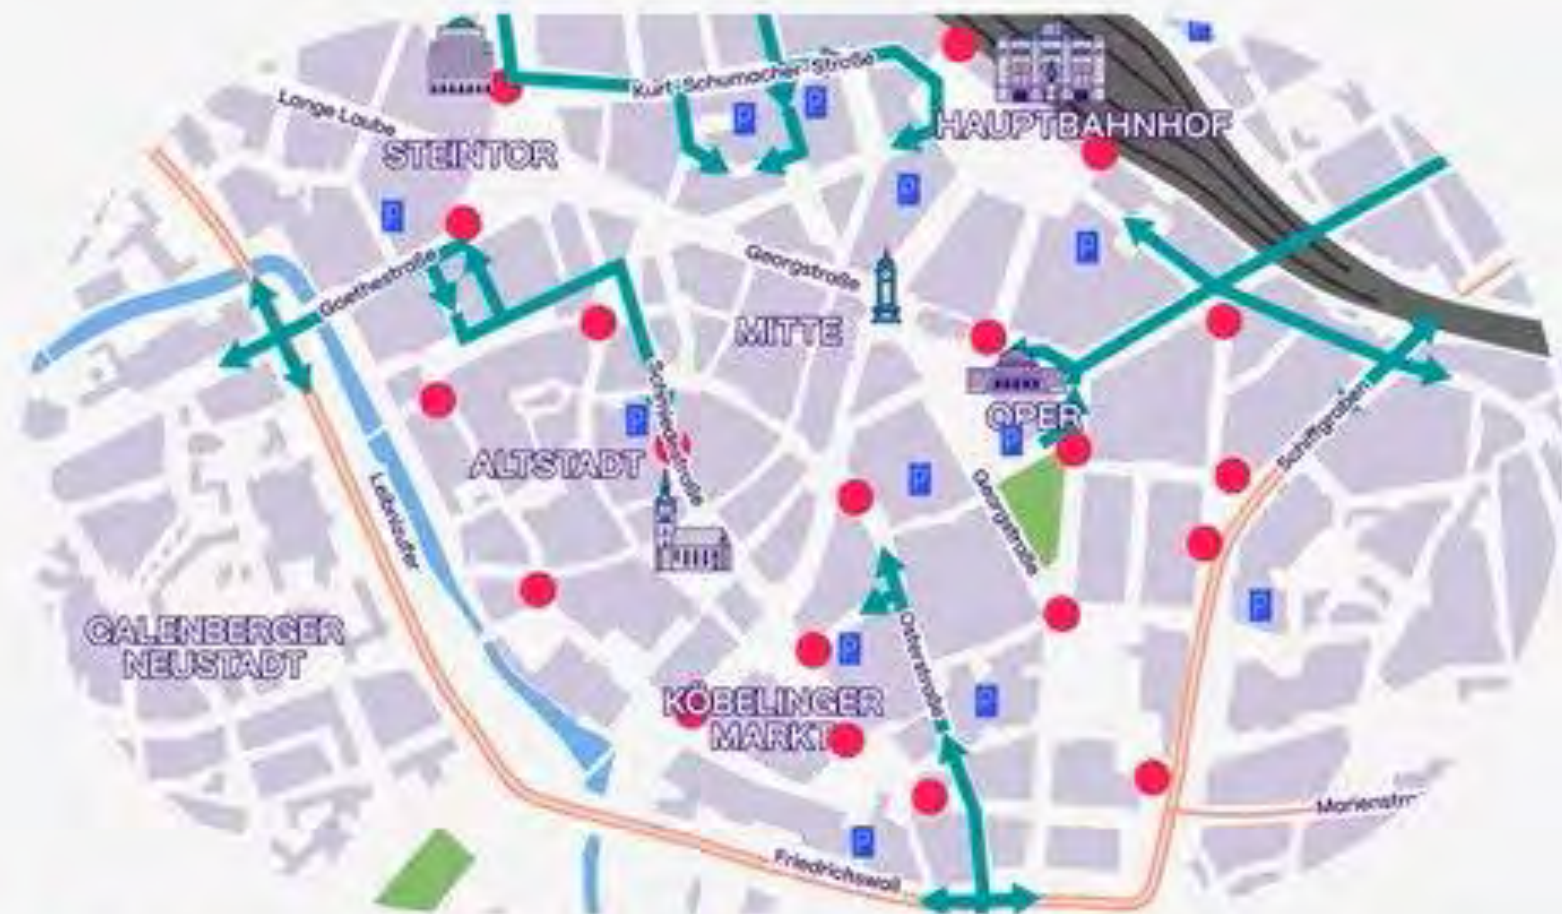 Kurt-Schumacher-Straße
Lange Laube
STEINTOR
HAUPTBAHNHOF
P
P
P
P
P
Goethestraße
Georgstraße
MITTE
Schmiedestraße
P
ALTSTADT
OPER
P
P
Schiffgraben
Georgstraße
Leibnizufer
CALENBERGER
NEUSTADT
P
P
Osterstraße
KÖBELINGER
MARKT
P
P
Friedrichswall